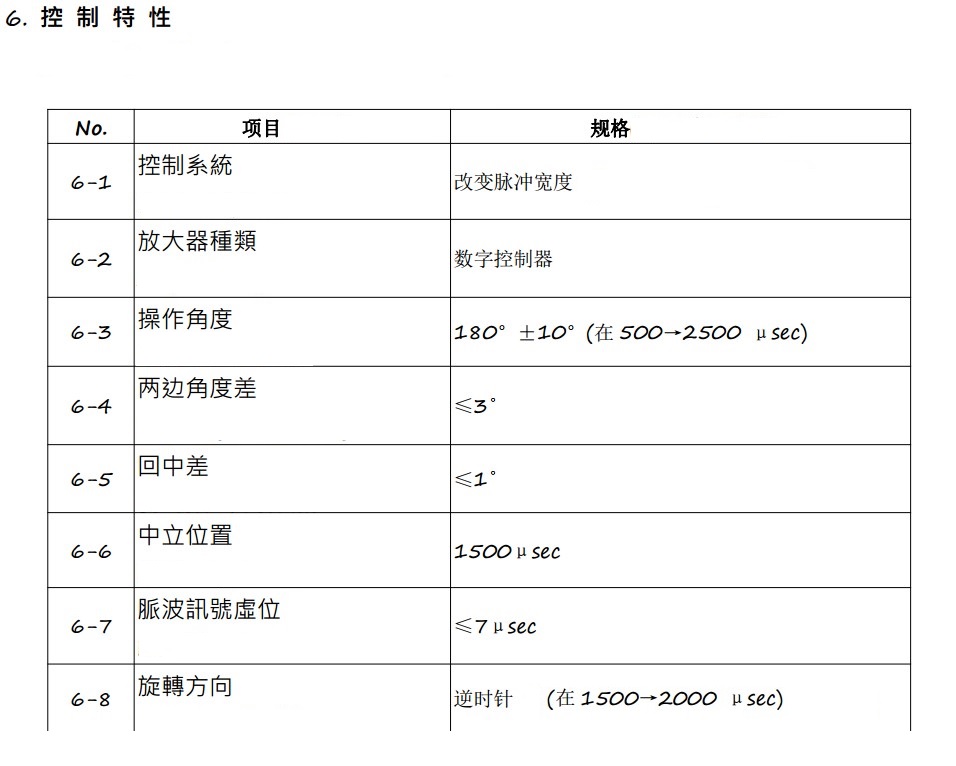 6. 控 制 特 性
No. 项目 规格
6-1 控制系統 改变脉冲宽度
6-2 放大器種類 数字控制器
6-3 操作角度 180° ±10° (在 500→2500 μsec)
6-4 两边角度差 ≤3°
6-5 回中差 ≤1°
6-6 中立位置 1500μsec
6-7 脈波訊號虛位 ≤7μsec
6-8 旋轉方向 逆时针 (在 1500→2000 μsec)